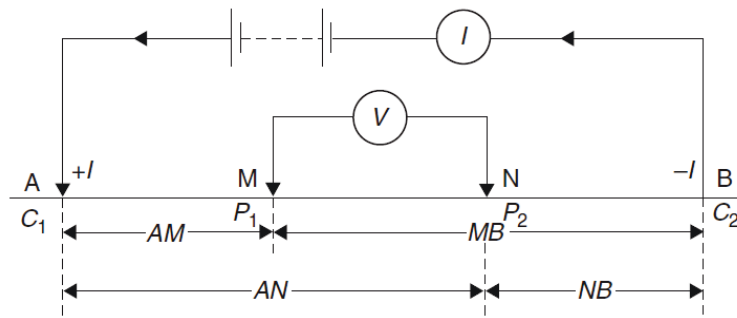 I
V
A +I M N –I B
C₁ P₁ P₂ C₂
AM MB
AN NB